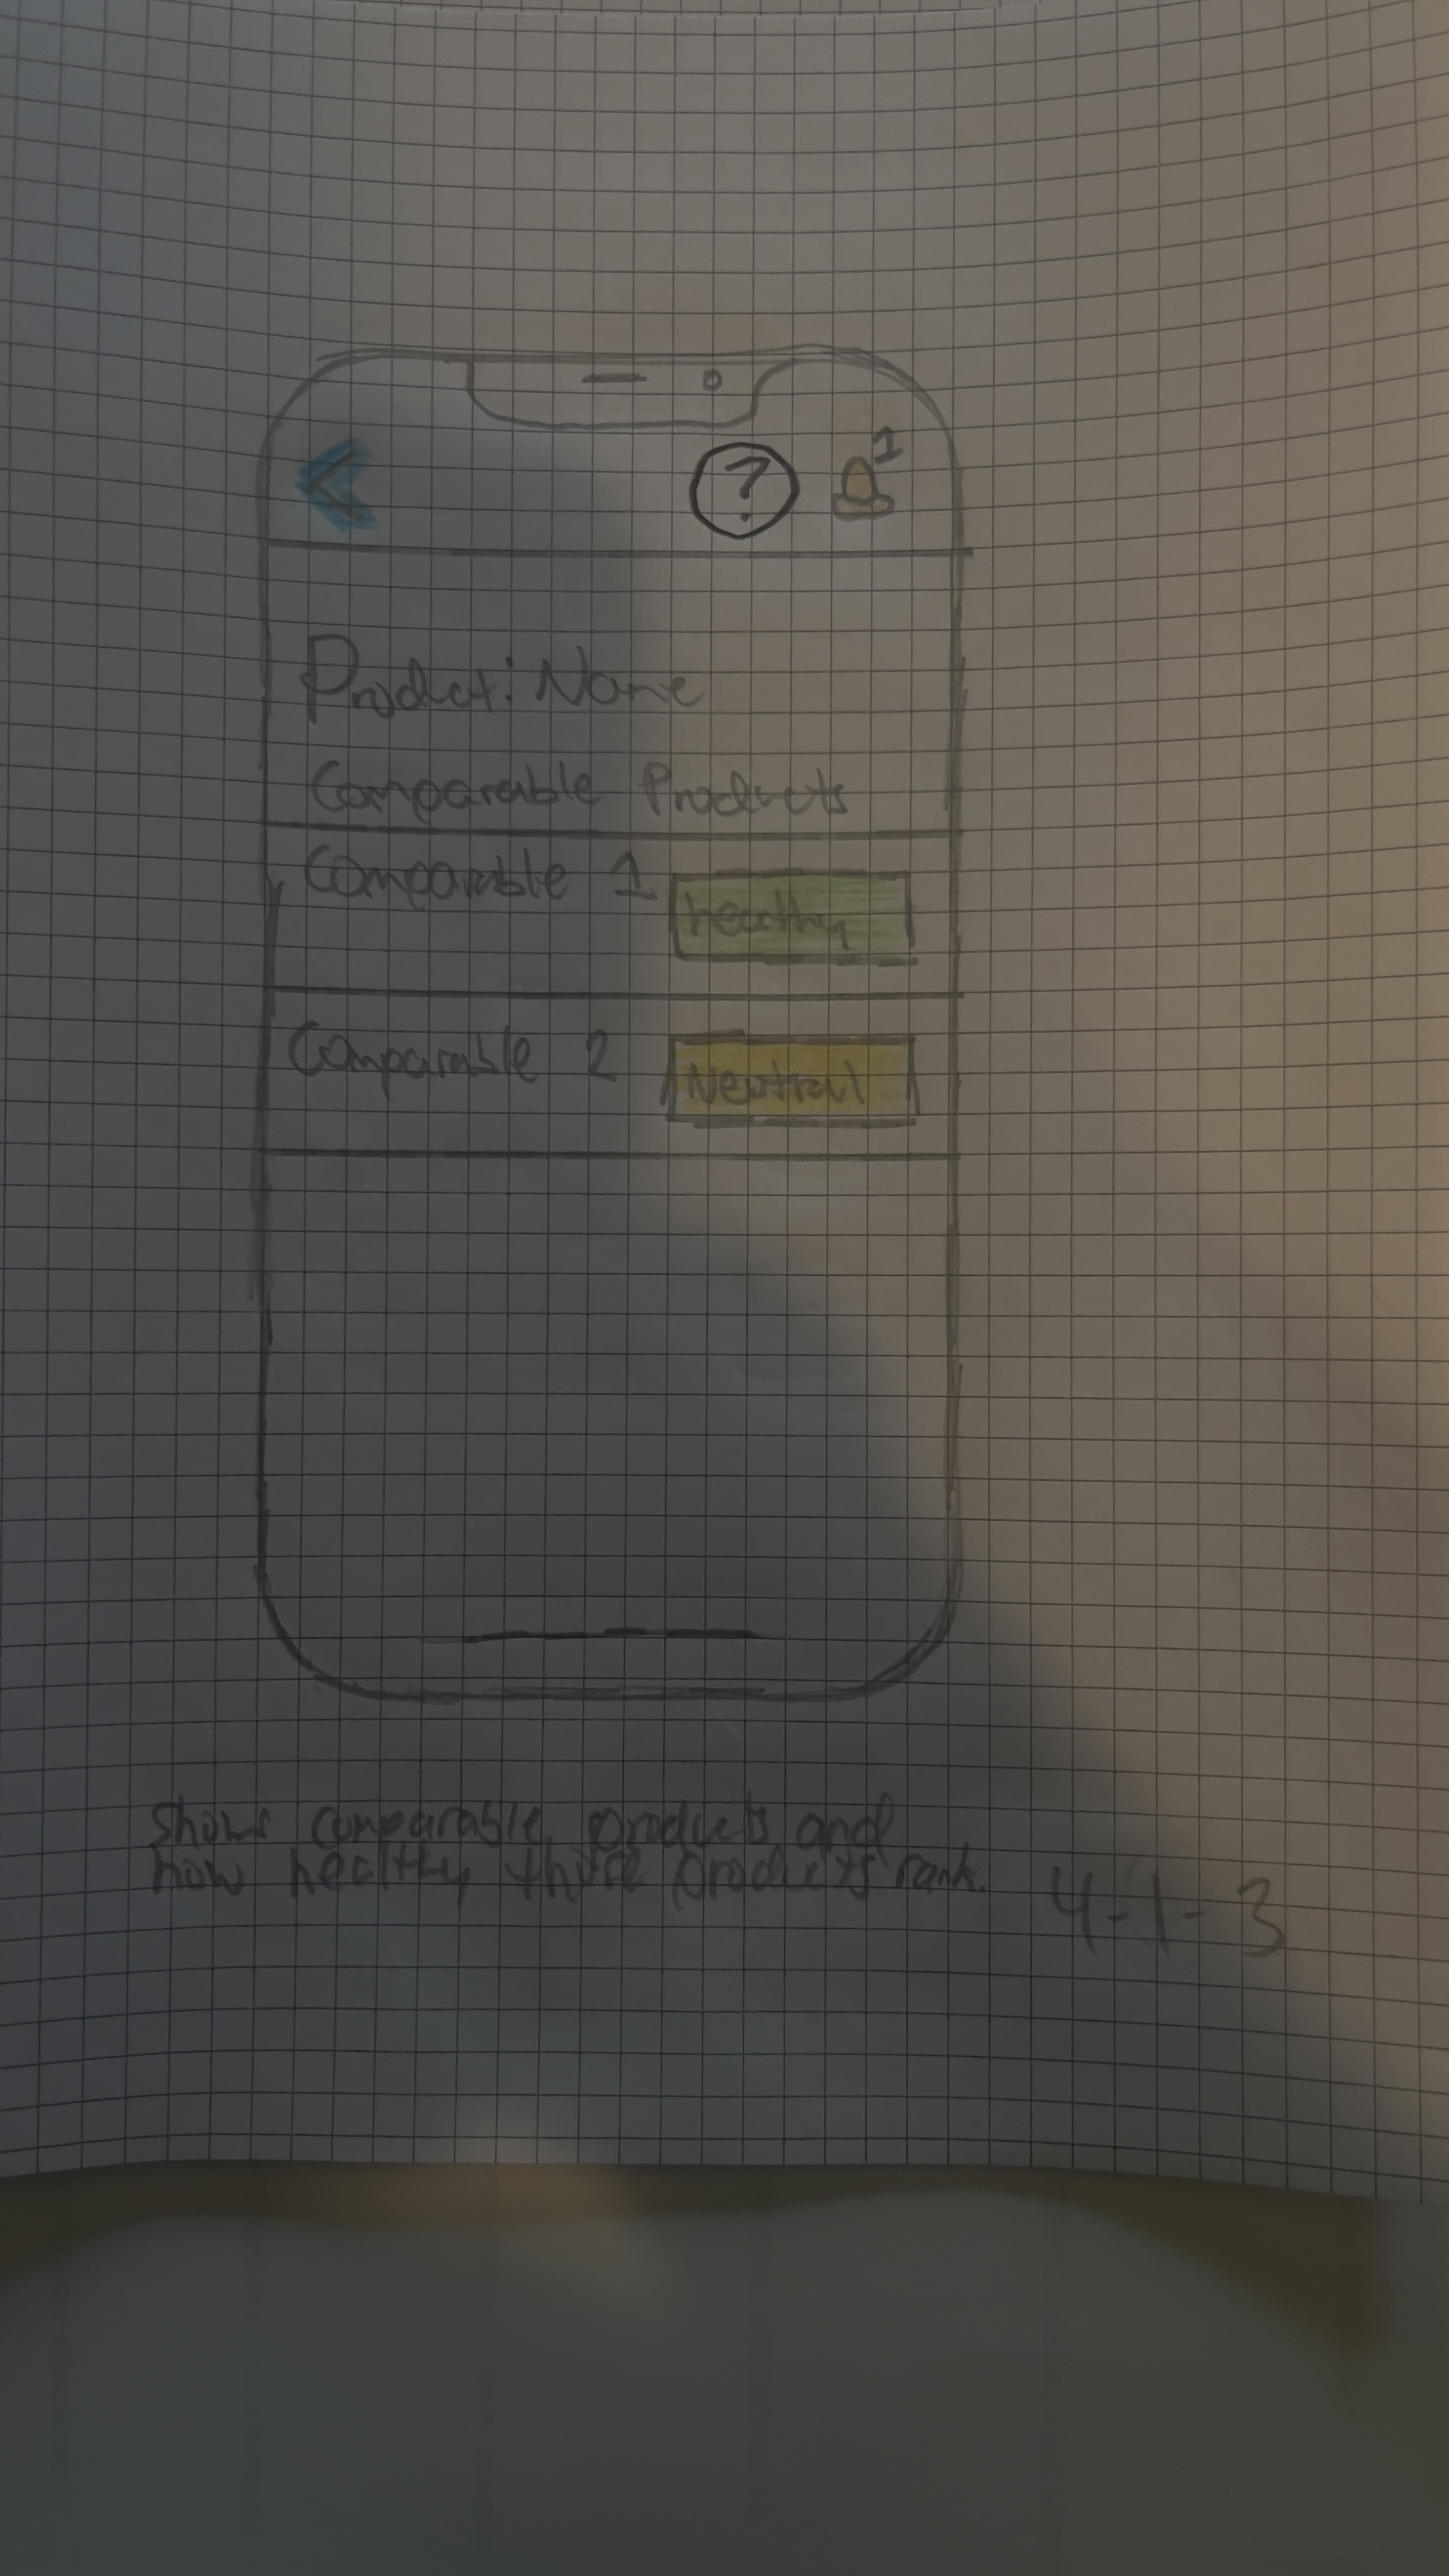 ?
1
Product: Name
Comparable Products
Comparable 1
healthy
Comparable 2
Neutral
shows comparable products and
how healthy those products rank.
4-1-3